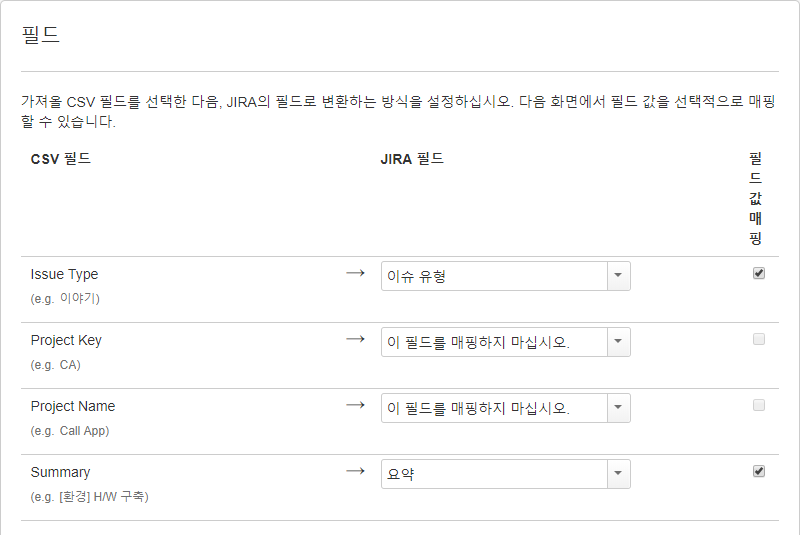 필드
가져올 CSV 필드를 선택한 다음, JIRA의 필드로 변환하는 방식을 설정하십시오. 다음 화면에서 필드 값을 선택적으로 매핑
할 수 있습니다.
CSV 필드 JIRA 필드 필
드
값
매
핑
Issue Type → 이슈 유형
(e.g. 이야기)
Project Key → 이 필드를 매핑하지 마십시오.
(e.g. CA)
Project Name → 이 필드를 매핑하지 마십시오.
(e.g. Call App)
Summary → 요약
(e.g. [환경] H/W 구축)